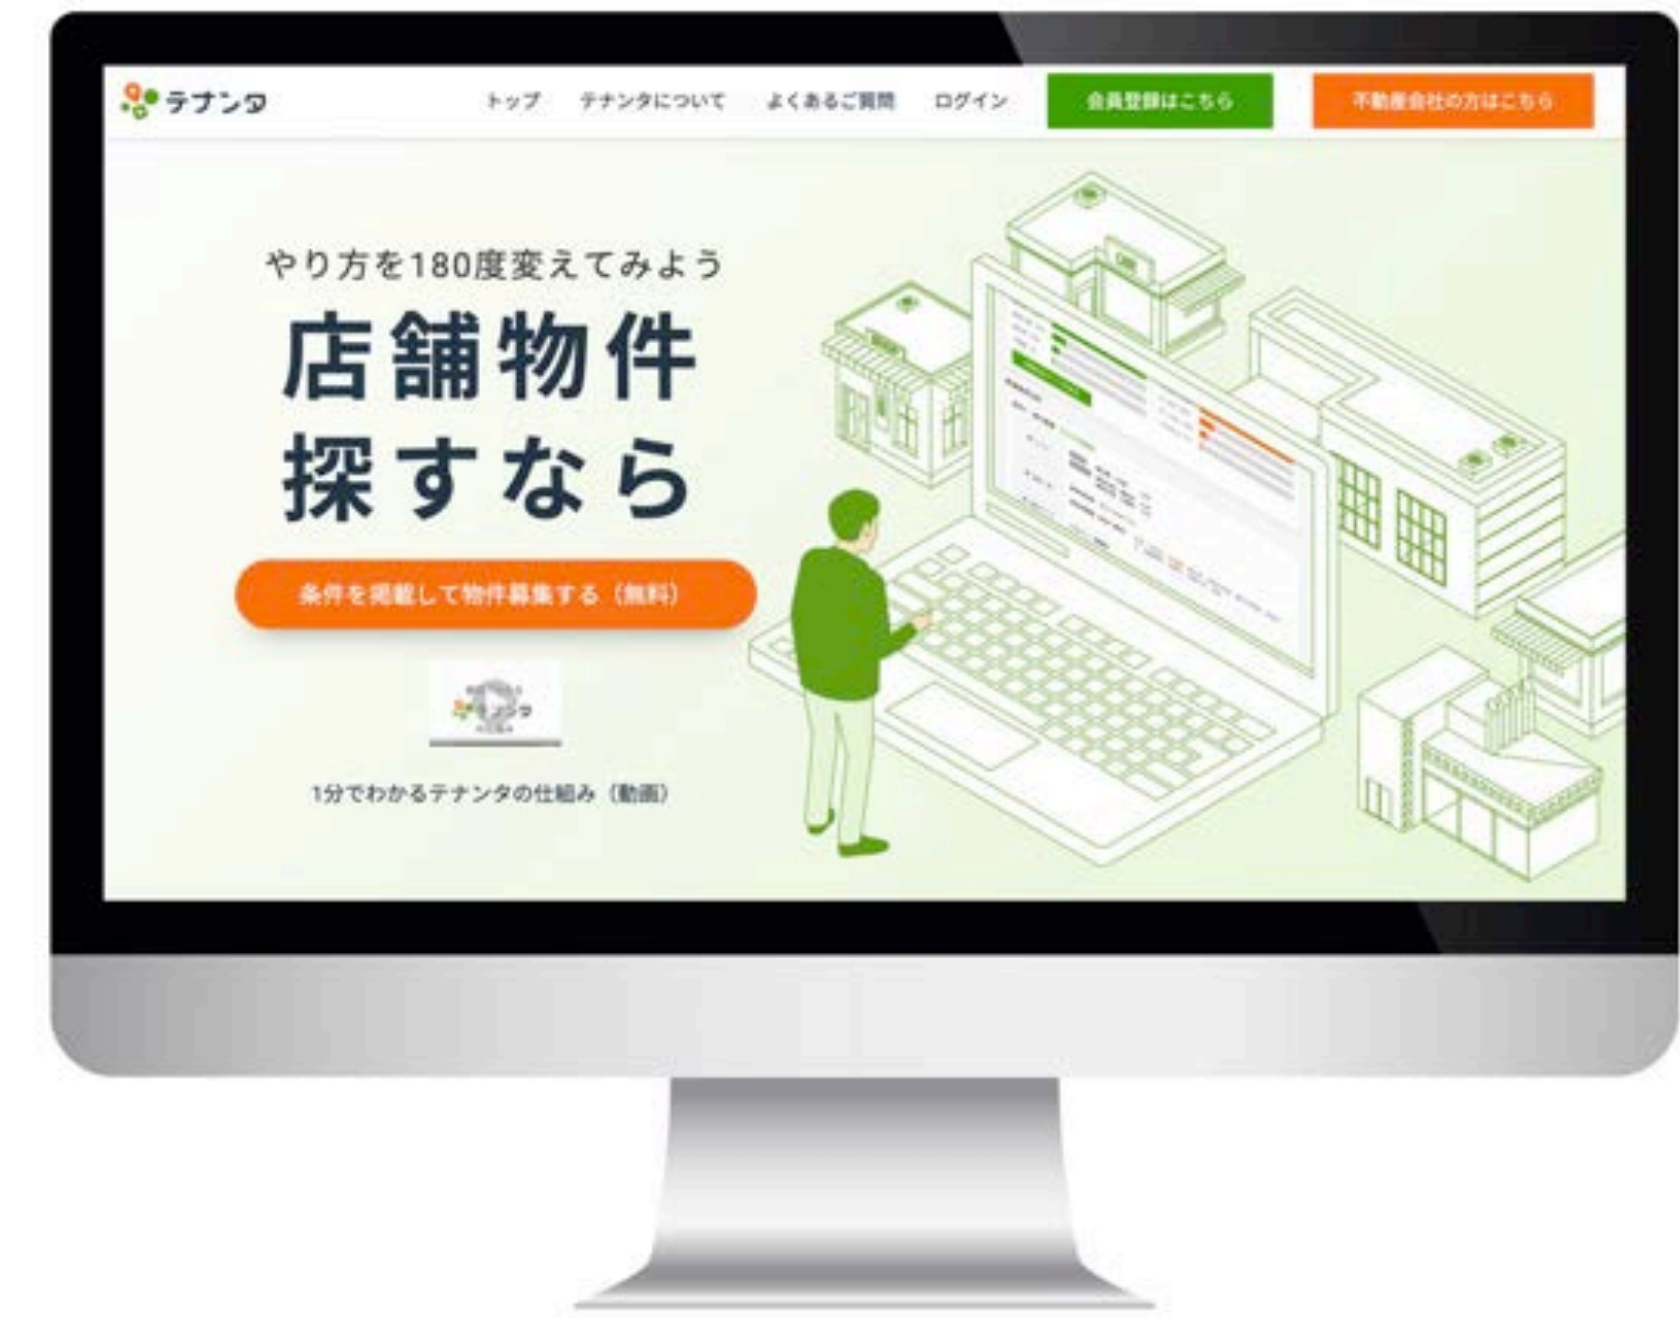 テナンタ
トップ
テナンタについて
よくあるご質問
ログイン
会員登録はこちら
不動産会社の方はこちら
やり方を180度変えてみよう
店舗物件
探すなら
条件を掲載して物件募集する（無料）
テナンタ
1分でわかるテナンタの仕組み（動画）